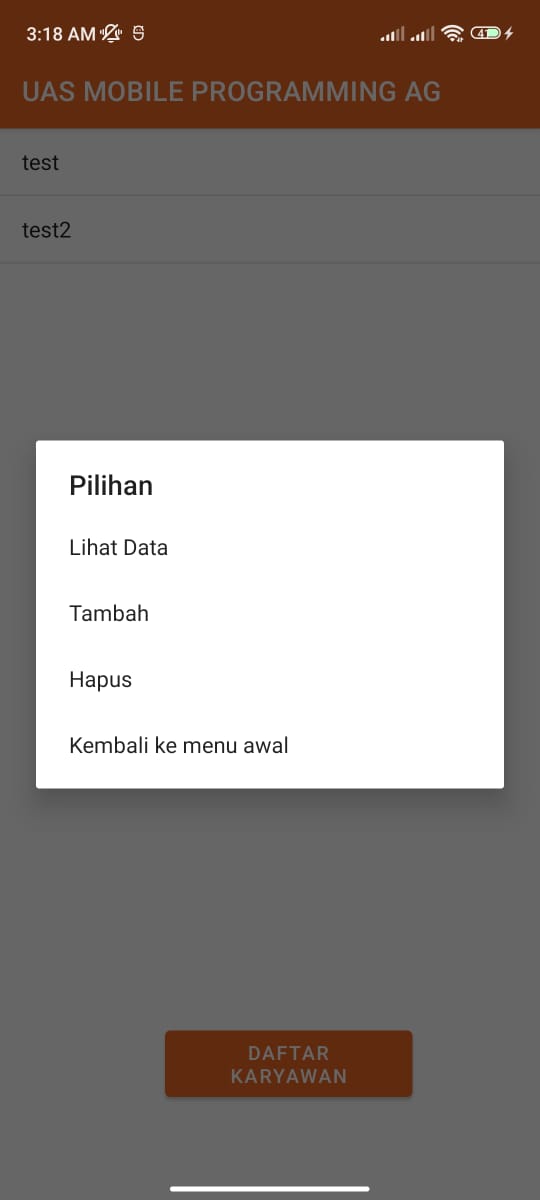 3:18 AM
41
UAS MOBILE PROGRAMMING AG
test
test2
Pilihan
Lihat Data
Tambah
Hapus
Kembali ke menu awal
DAFTAR
KARYAWAN